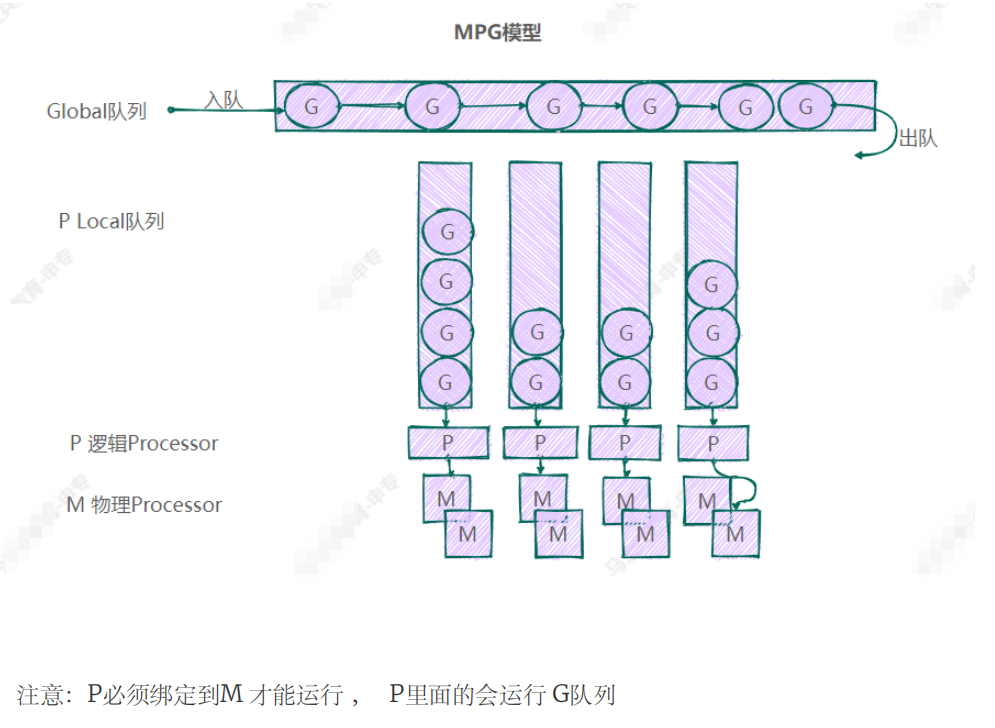 MPG模型
Global队列 入队 G G G G G G
出队
P Local队列
G
G G
G G G G
G G G G
P 逻辑Processor P P P P
M 物理Processor M M M M
M M M M
注意：P必须绑定到M 才能运行 ， P里面的会运行 G队列